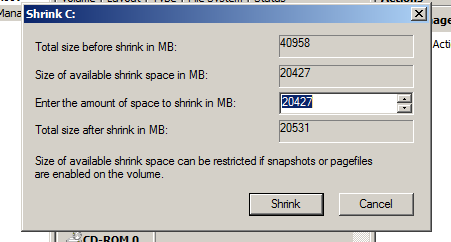 Shrink C:
Total size before shrink in MB: 40958
Size of available shrink space in MB: 20427
Enter the amount of space to shrink in MB: 20427
Total size after shrink in MB: 20531
Size of available shrink space can be restricted if snapshots or pagefiles
are enabled on the volume.
Shrink Cancel
CD-ROM 0